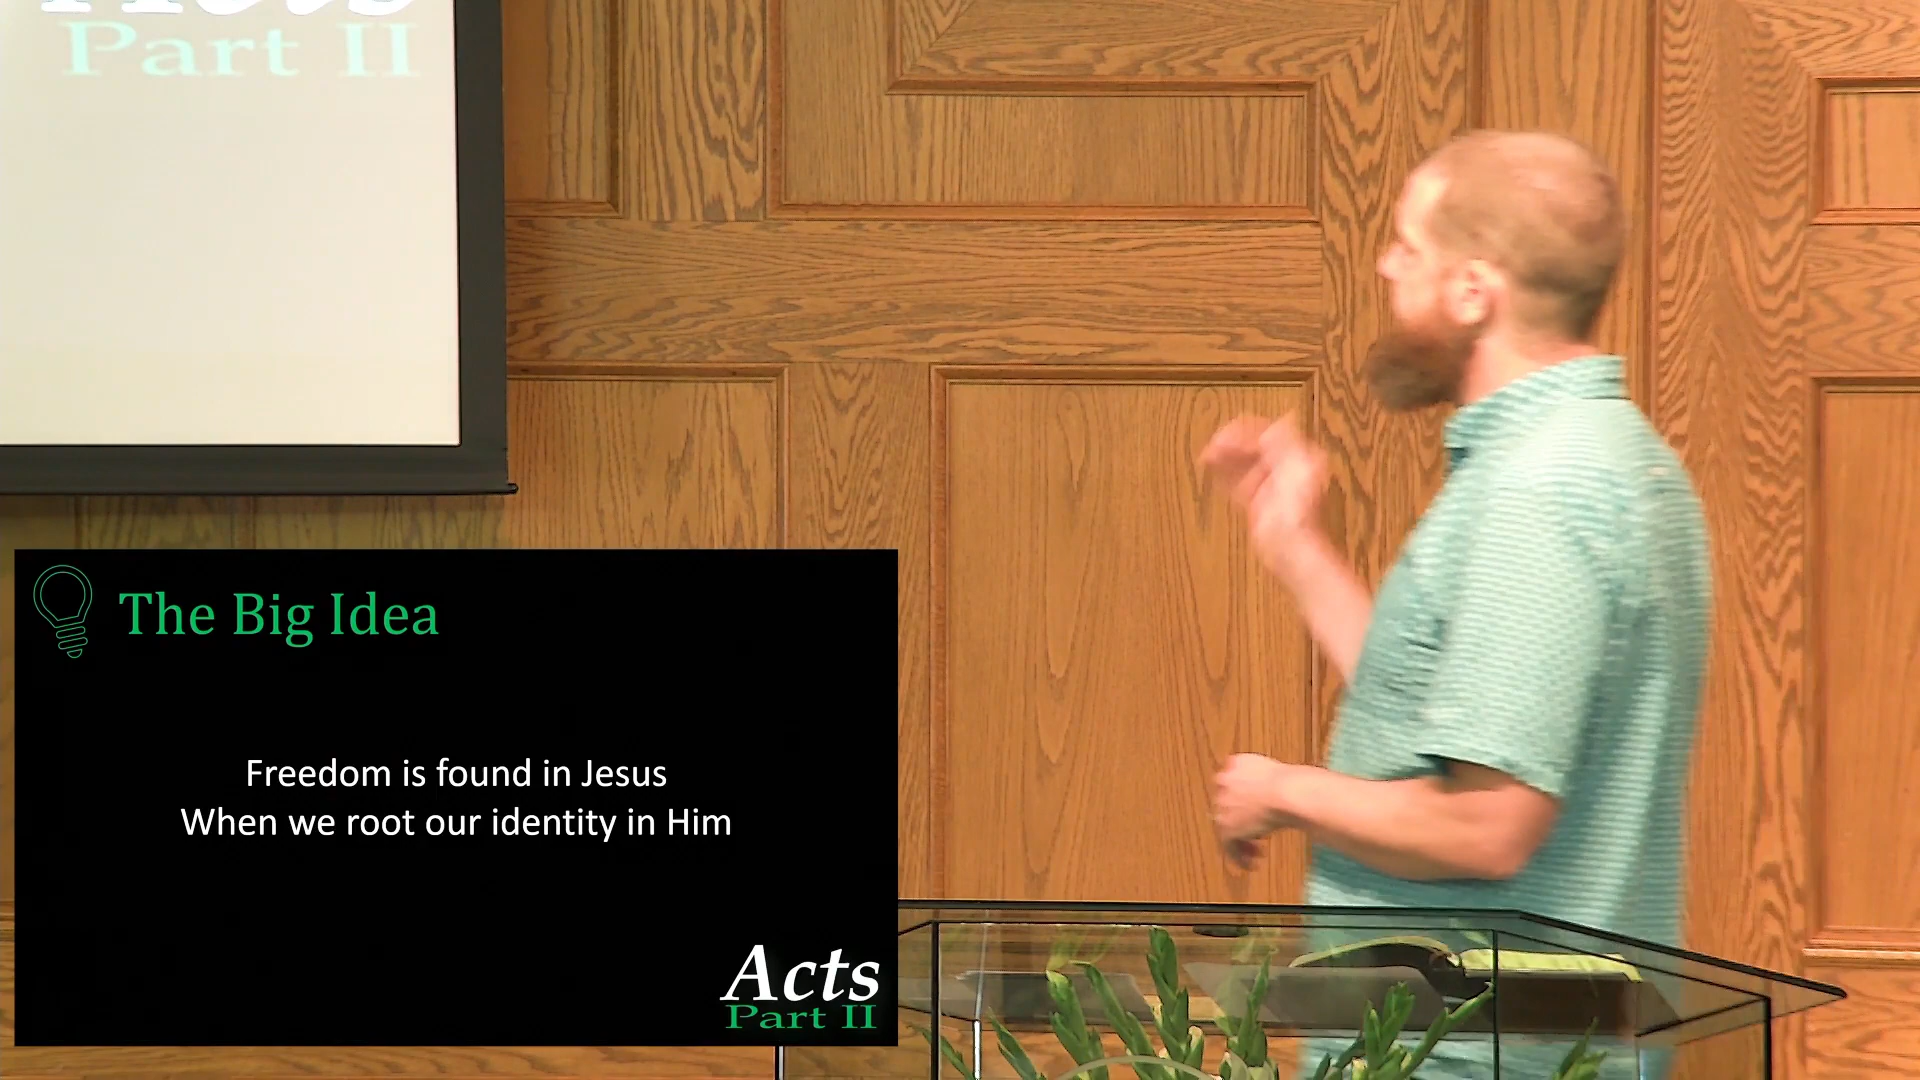 Acts
Part II
The Big Idea
Freedom is found in Jesus
When we root our identity in Him
Acts
Part II